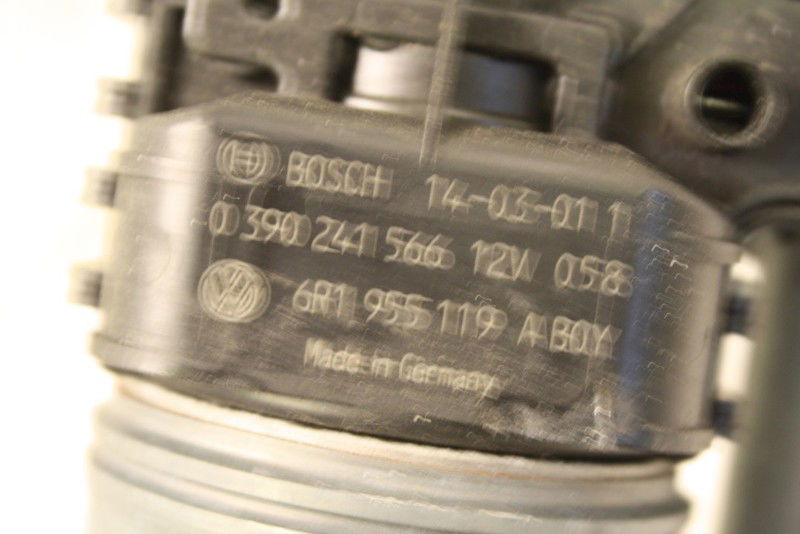 BOSCH 14-03-01 1
0 390 241 566 12V 058
6R1 955 119 A BOY
Made in Germany